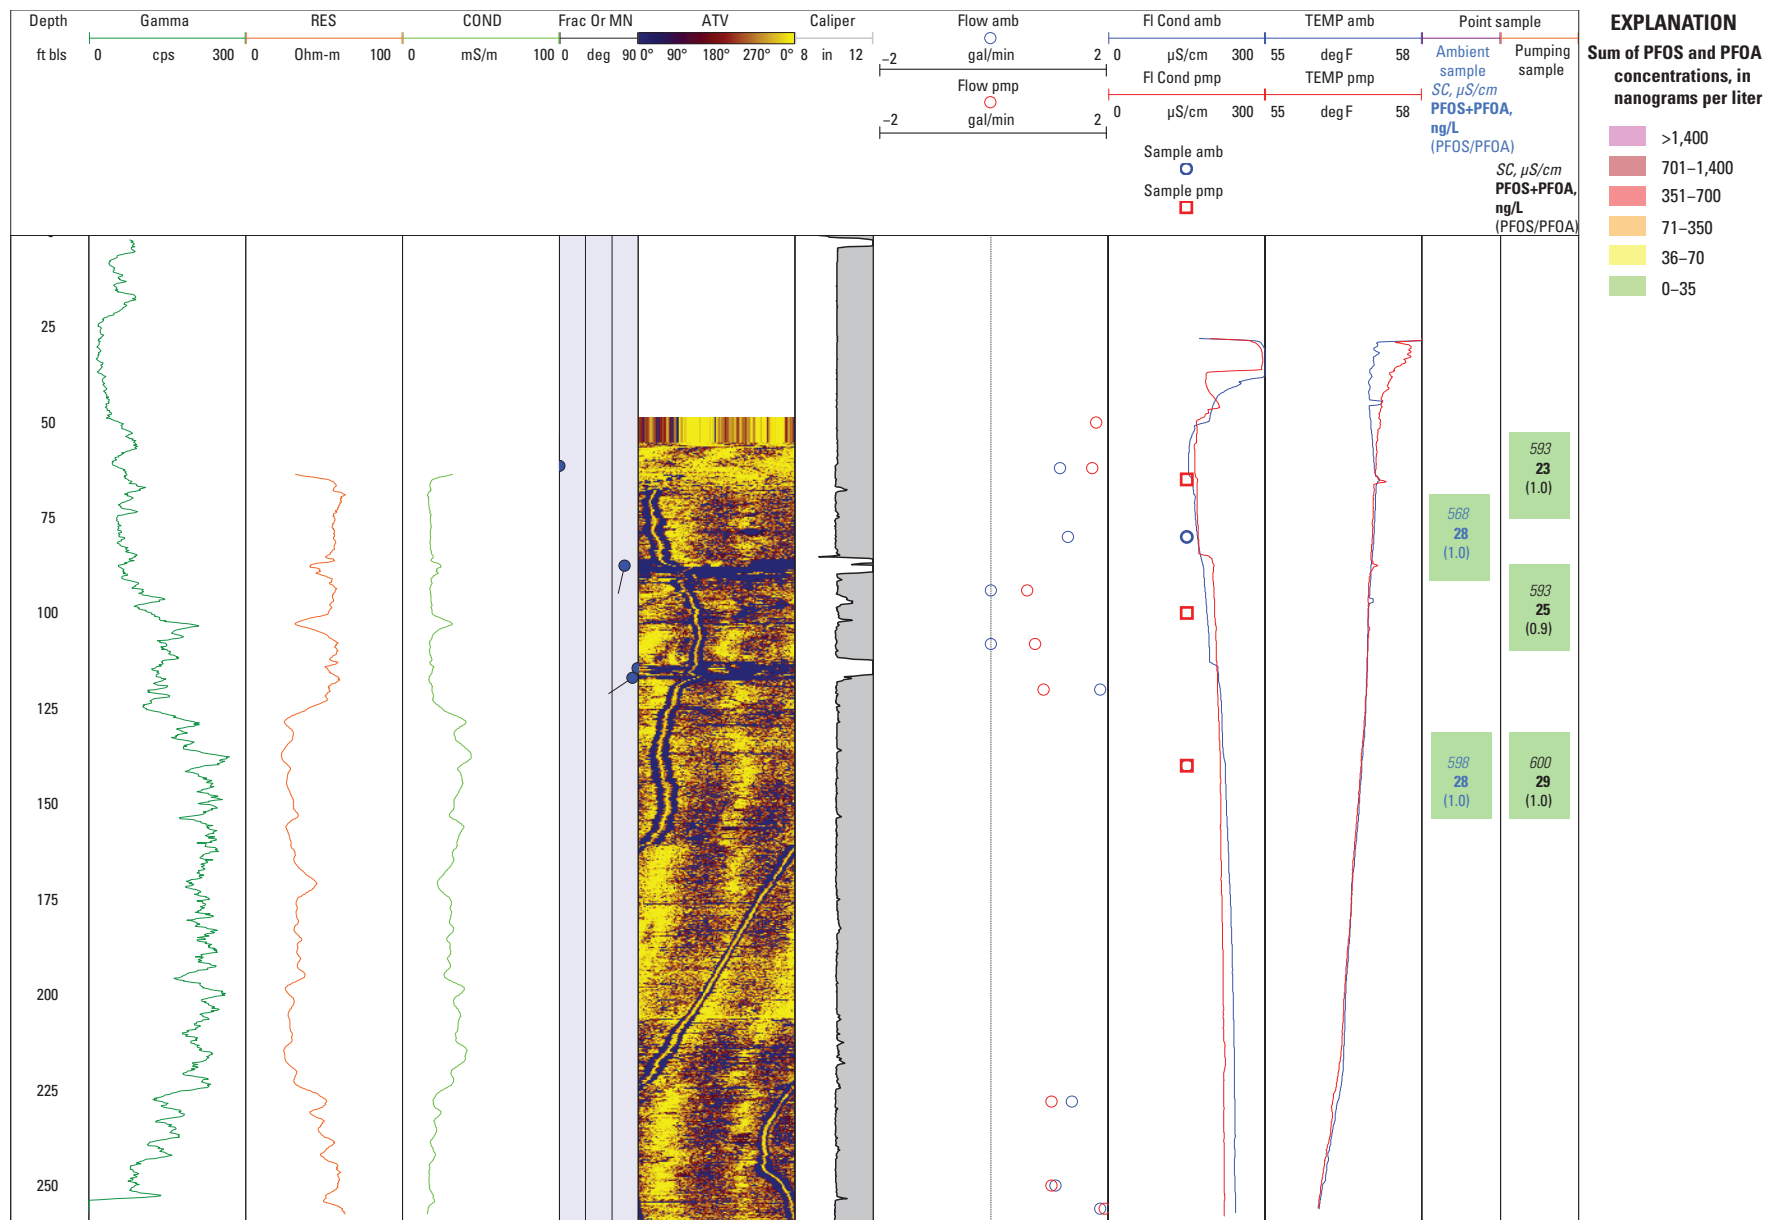 Depth Gamma RES COND Frac Or MN ATV Caliper Flow amb Fl Cond amb TEMP amb Point sample
ft bls 0 cps 300 0 Ohm-m 100 0 mS/m 100 0 deg 90 0° 90° 180° 270° 0° 8 in 12
−2 gal/min 2
0 µS/cm 300 55 deg F 58
Flow pmp Fl Cond pmp TEMP pmp
−2 gal/min 2
0 µS/cm 300 55 deg F 58
Sample amb
Sample pmp
Ambient
sample
SC, µS/cm
PFOS+PFOA,
ng/L
(PFOS/PFOA)
Pumping
sample
SC, µS/cm
PFOS+PFOA,
ng/L
(PFOS/PFOA)
EXPLANATION
Sum of PFOS and PFOA
concentrations, in
nanograms per liter
>1,400
701–1,400
351–700
71–350
36–70
0–35
25
50
75
100
125
150
175
200
225
250
568
28
(1.0)
598
28
(1.0)
593
23
(1.0)
593
25
(0.9)
600
29
(1.0)